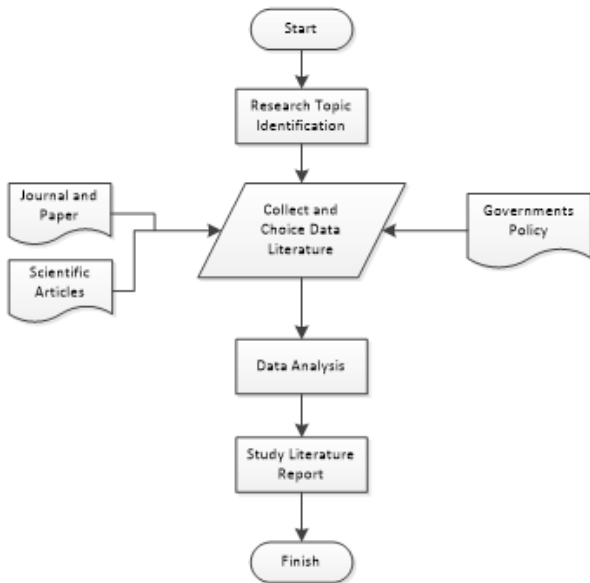 Start
Research Topic
Identification
Journal and
Paper
Collect and
Choice Data
Literature
Governments
Policy
Scientific
Articles
Data Analysis
Study Literature
Report
Finish